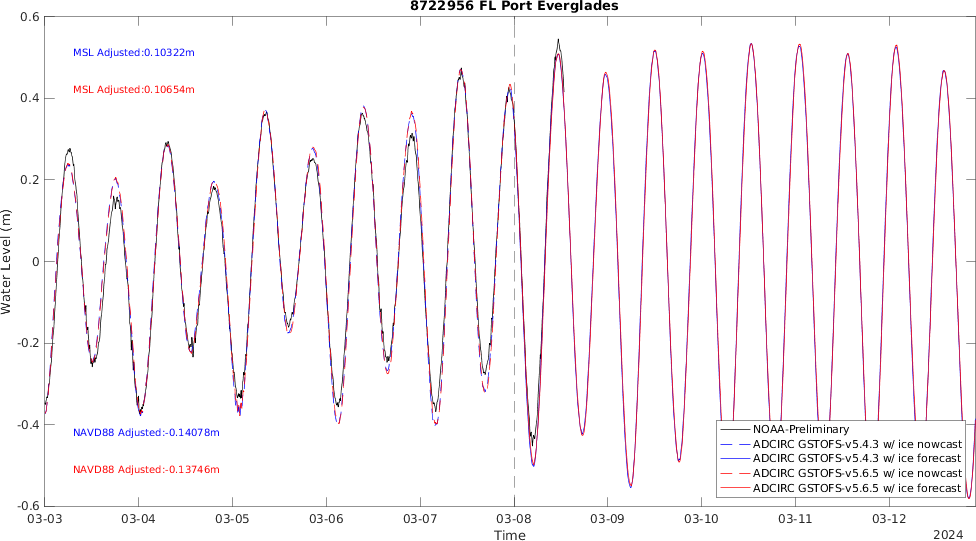 8722956 FL Port Everglades
0.6
MSL Adjusted:0.10322m
MSL Adjusted:0.10654m
0.4
0.2
0
-0.2
-0.4
-0.6
Water Level (m)
NAVD88 Adjusted:-0.14078m
NAVD88 Adjusted:-0.13746m
NOAA-Preliminary
ADCIRC GSTOFS-v5.4.3 w/ ice nowcast
ADCIRC GSTOFS-v5.4.3 w/ ice forecast
ADCIRC GSTOFS-v5.6.5 w/ ice nowcast
ADCIRC GSTOFS-v5.6.5 w/ ice forecast
03-03 03-04 03-05 03-06 03-07 03-08 03-09 03-10 03-11 03-12
Time
2024